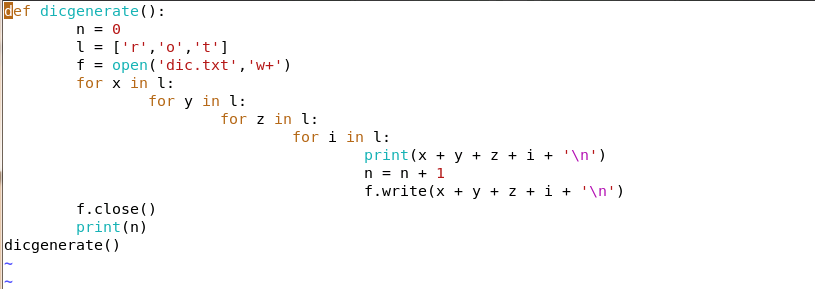 def dicgenerate():
        n = 0
        l = ['r','o','t']
        f = open('dic.txt','w+')
        for x in l:
                for y in l:
                        for z in l:
                                for i in l:
                                        print(x + y + z + i + '\n')
                                        n = n + 1
                                        f.write(x + y + z + i + '\n')
        f.close()
        print(n)
dicgenerate()
~
~